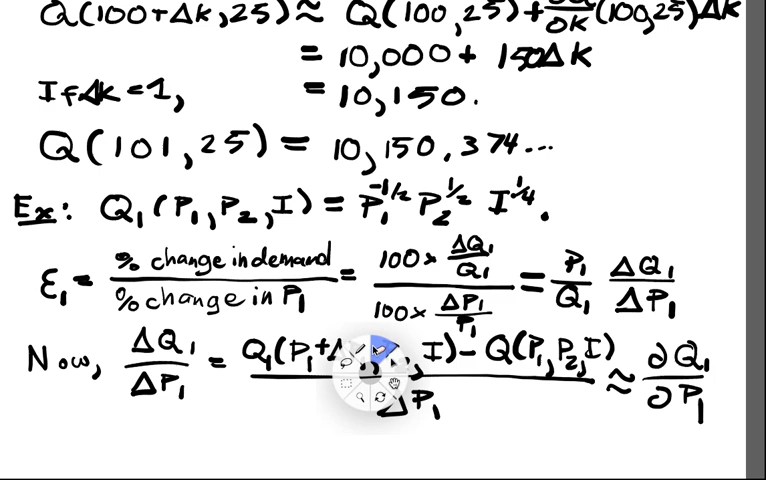 Q(100+Δk,25) ≈ Q(100,25)+∂Q/∂K(100,25)Δk
= 10,000 + 150Δk
If Δk=1, = 10,150.
Q(101,25) = 10,150.374...
Ex: Q₁(P₁,P₂,I) = P₁^-1/2 P₂^1/2 I^1/4.
ε₁ = % change in demand / % change in P₁ = 100 × ΔQ₁/Q₁ / 100 × ΔP₁/P₁ = P₁/Q₁ ΔQ₁/ΔP₁
Now, ΔQ₁/ΔP₁ = Q₁(P₁+Δ , I) - Q(P₁,P₂,I) / ΔP₁ ≈ ∂Q₁/∂P₁